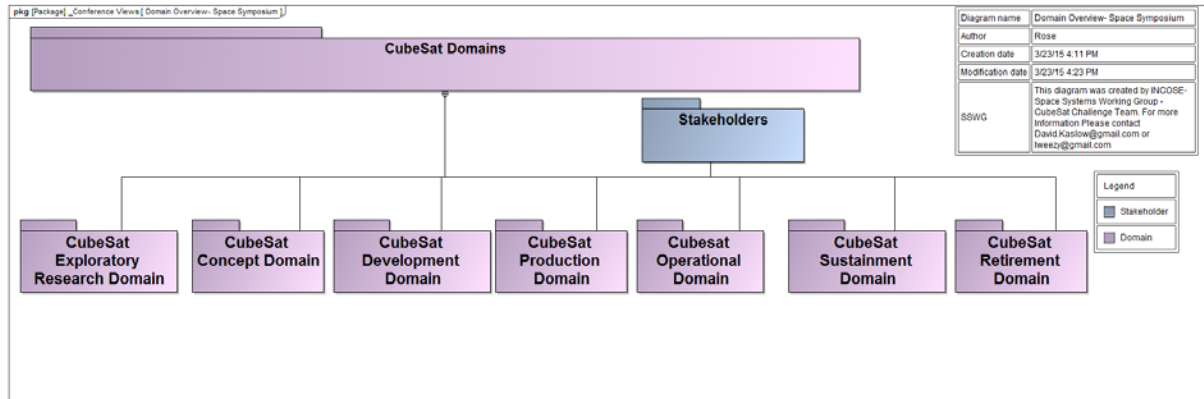 pkg [Package] _Conference Views [ Domain Overview- Space Symposium ]
CubeSat Domains
Stakeholders
CubeSat
Exploratory
Research Domain
CubeSat
Concept Domain
CubeSat
Development
Domain
CubeSat
Production
Domain
Cubesat
Operational
Domain
CubeSat
Sustainment
Domain
CubeSat
Retirement
Domain
Diagram name
Domain Overview- Space Symposium
Author
Rose
Creation date
3/23/15 4:11 PM
Modification date
3/23/15 4:23 PM
SSWG
This diagram was created by INCOSE-
Space Systems Working Group -
CubeSat Challenge Team. For more
Information Please contact
David.Kaslow@gmail.com or
lweezy@gmail.com
Legend
Stakeholder
Domain